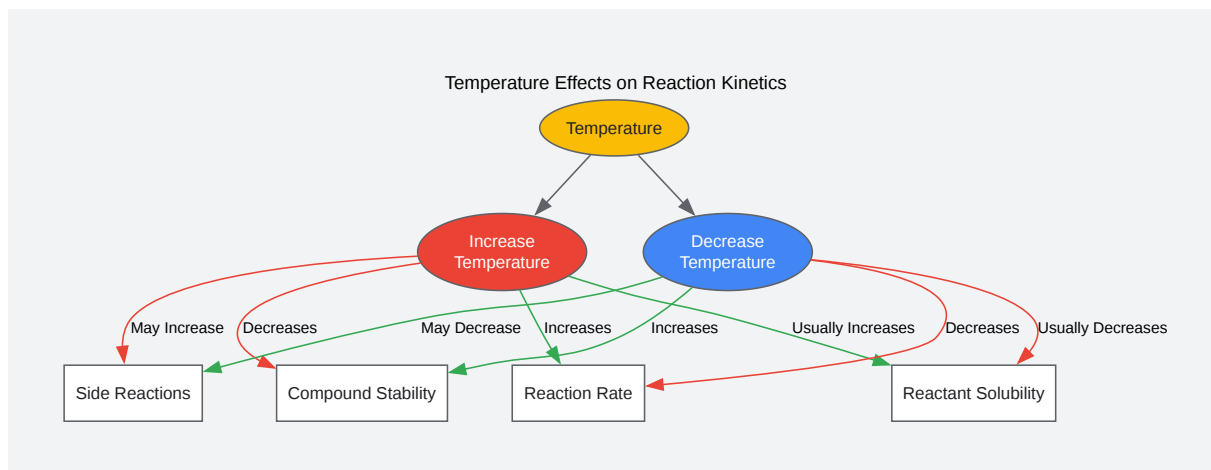 Temperature Effects on Reaction Kinetics
Temperature
Increase
Temperature
Decrease
Temperature
May Increase
Decreases
May Decrease
Increases
Increases
Usually Increases
Decreases
Usually Decreases
Side Reactions
Compound Stability
Reaction Rate
Reactant Solubility